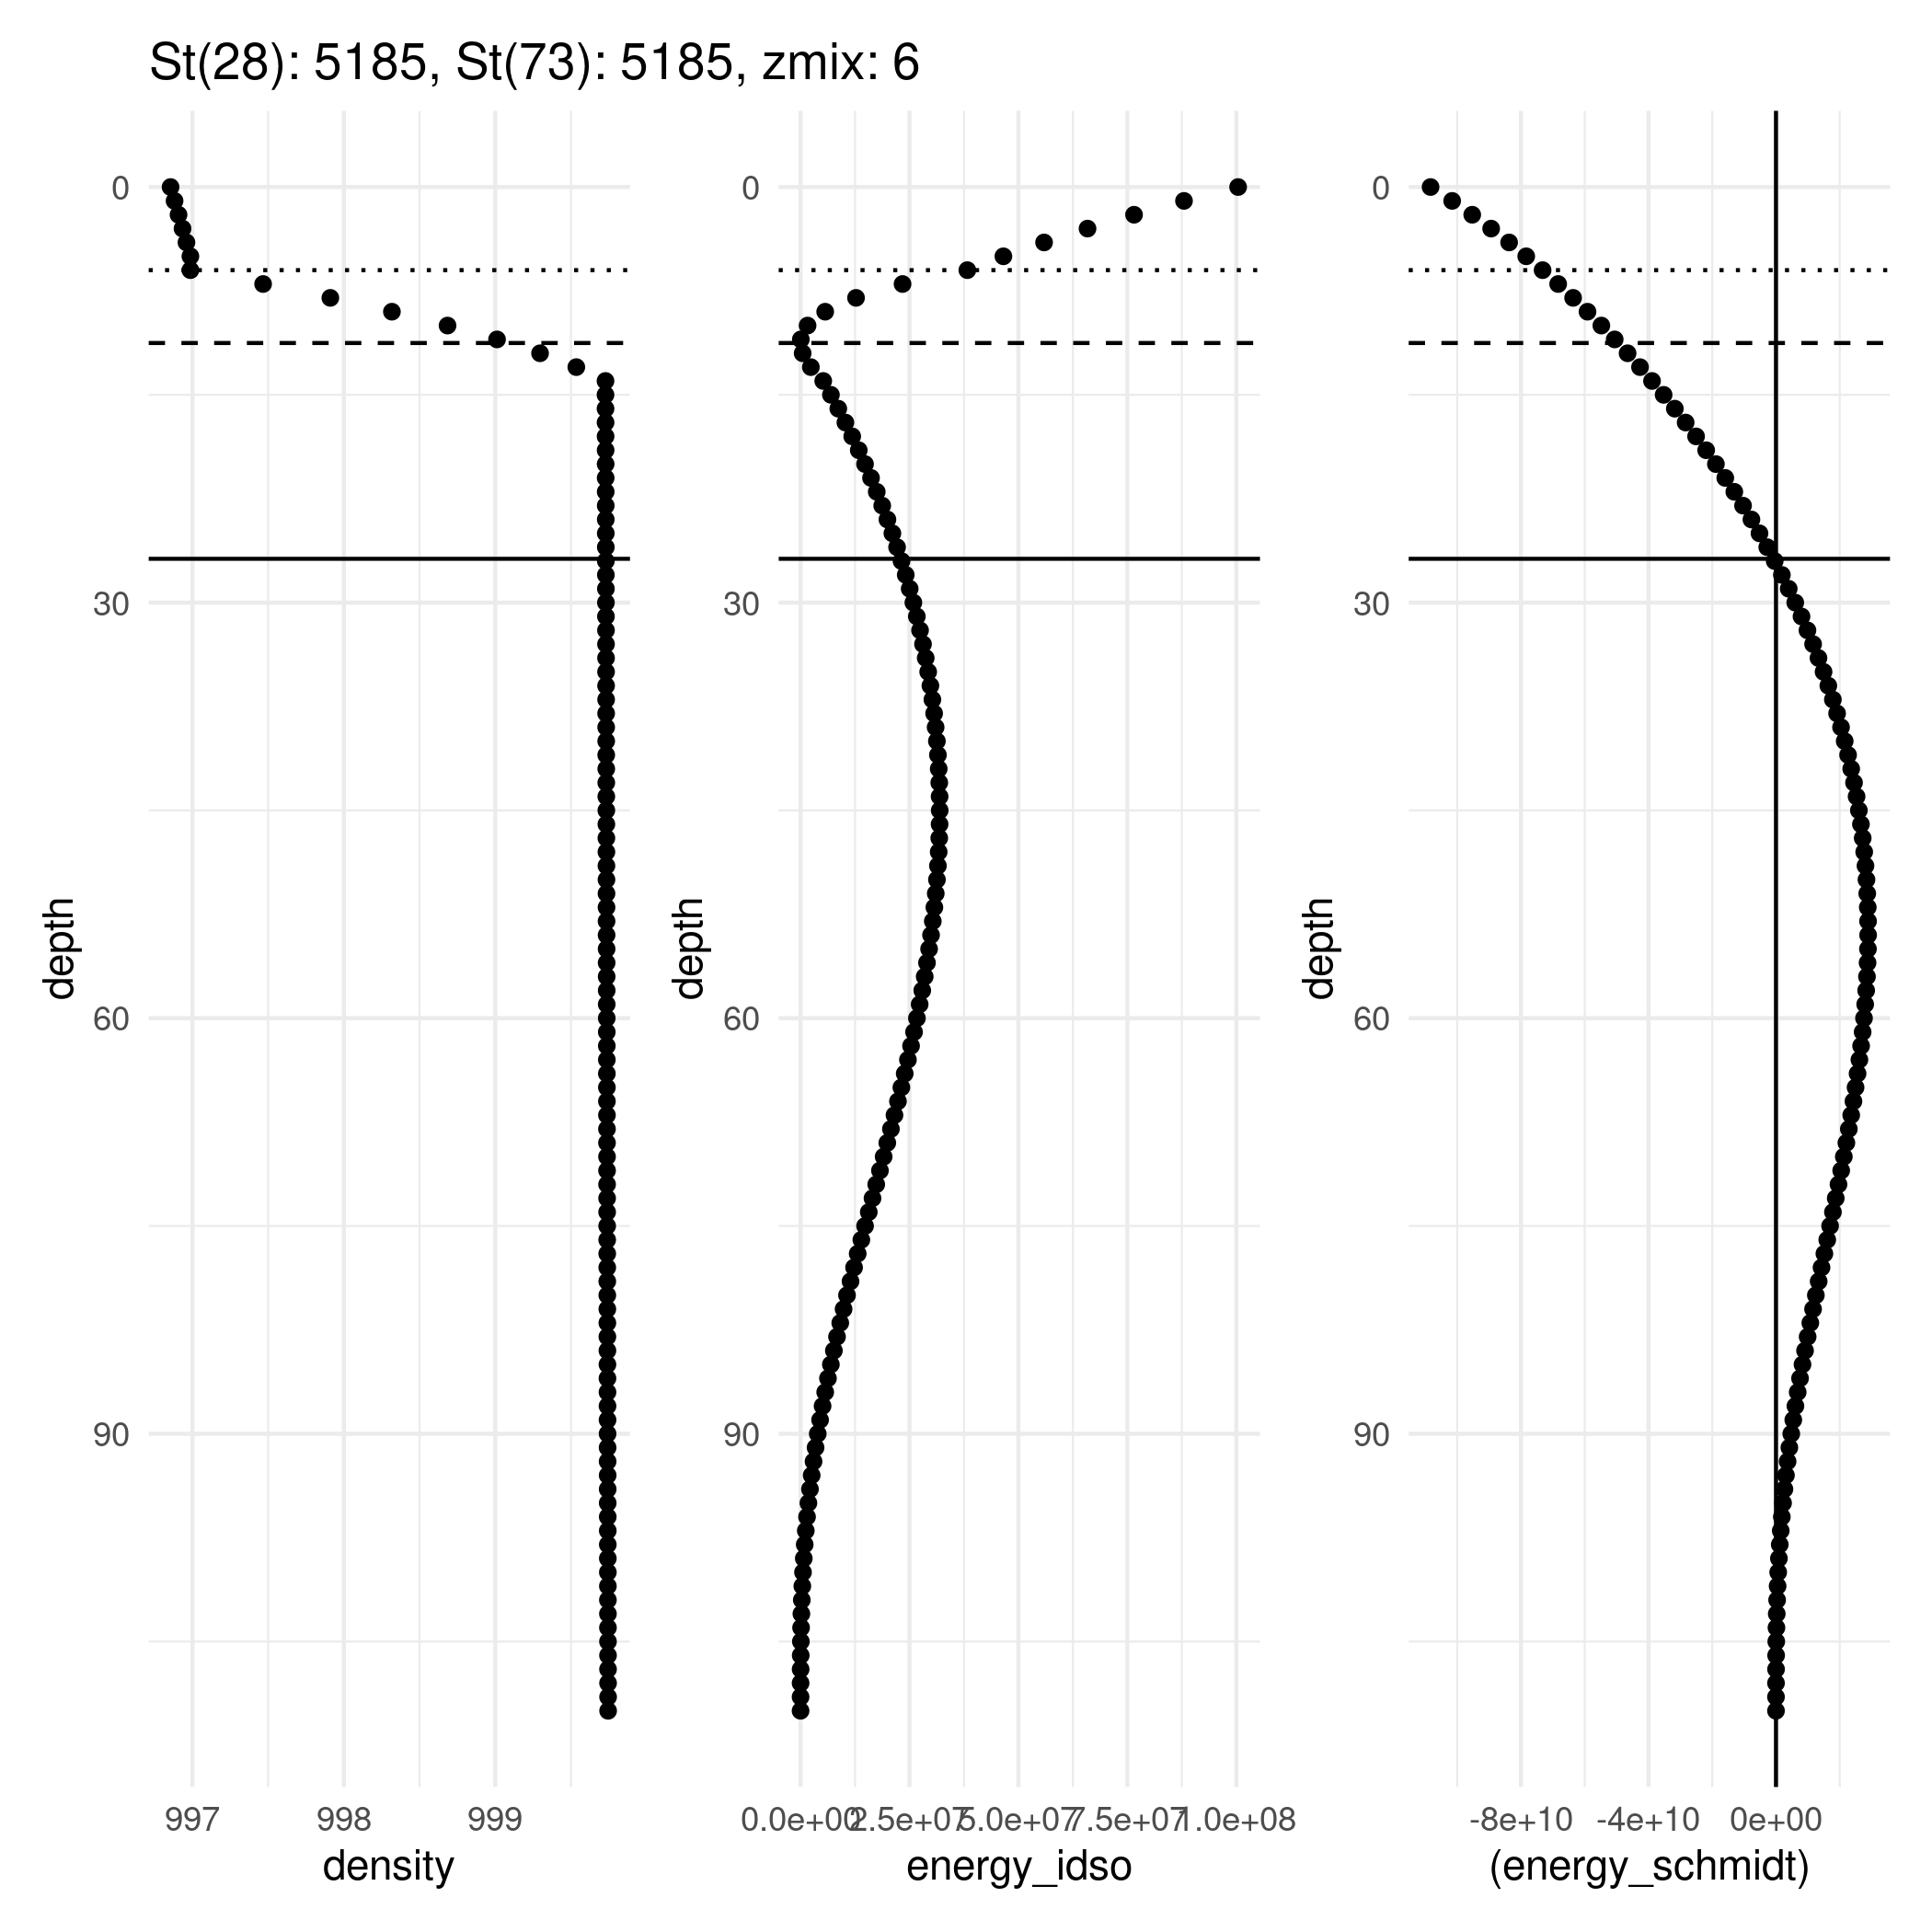 St(28): 5185, St(73): 5185, zmix: 6
0
30
60
90
depth
997 998 999
density
0
30
60
90
depth
0.0e+00 2.5e+07 5.0e+07 7.5e+07 1.0e+08
energy_idso
0
30
60
90
depth
-8e+10 -4e+10 0e+00
(energy_schmidt)